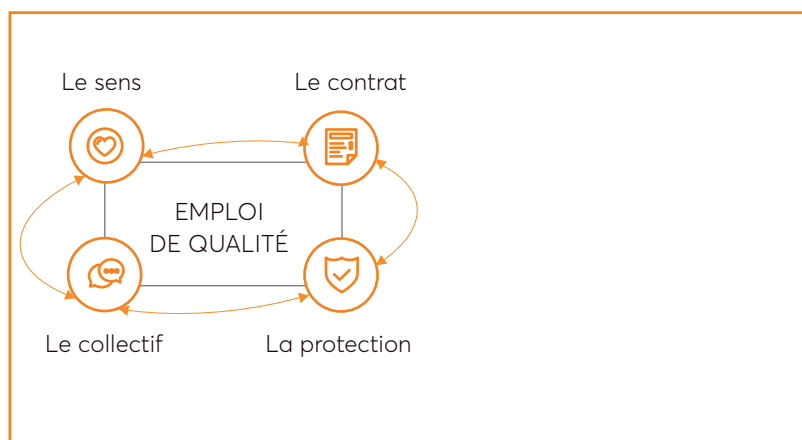 Le sens
Le contrat
EMPLOI
DE QUALITÉ
Le collectif
La protection